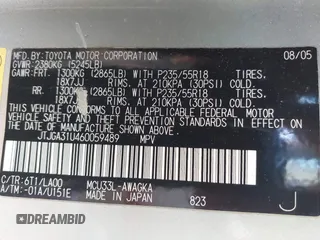 MFD.BY:TOYOTA MOTOR CORPORATION 08/05
GVWR:2380KG (5245LB)
GAWR:FRT. 1300KG (2865LB) WITH P235/55R18 TIRES,
18X7JJ RIMS, AT 210KPA (30PSI) COLD
RR. 1300KG (2865LB) WITH P235/55R18 TIRES,
18X7JJ RIMS, AT 210KPA (30PSI) COLD
THIS VEHICLE CONFORMS TO ALL APPLICABLE
FEDERAL MOTOR VEHICLE SAFETY AND
STANDARDS IN EFFECT ON THE DATE OF
MANUFACTURE SHOWN ABOVE.
JTJGA31U460059489 MPV
C/TR:6T1/LA00 MCU33L-AWAGKA
A/TM:-01A/U151E MADE IN JAPAN 823 J
DREAMBID